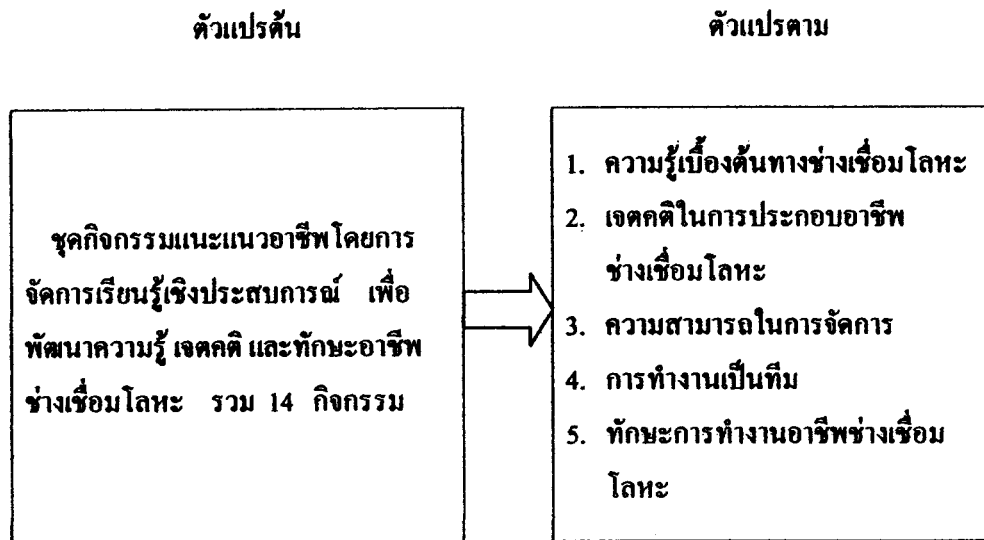 ตัวแปรต้น
ชุดกิจกรรมแนะแนวอาชีพโดยการ
จัดการเรียนรู้เชิงประสบการณ์ เพื่อ
พัฒนาความรู้ เจตคติ และทักษะอาชีพ
ช่างเชื่อมโลหะ รวม 14 กิจกรรม
ตัวแปรตาม
1. ความรู้เบื้องต้นทางช่างเชื่อมโลหะ
2. เจตคติในการประกอบอาชีพ
ช่างเชื่อมโลหะ
3. ความสามารถในการจัดการ
4. การทำงานเป็นทีม
5. ทักษะการทำงานอาชีพช่างเชื่อม
โลหะ